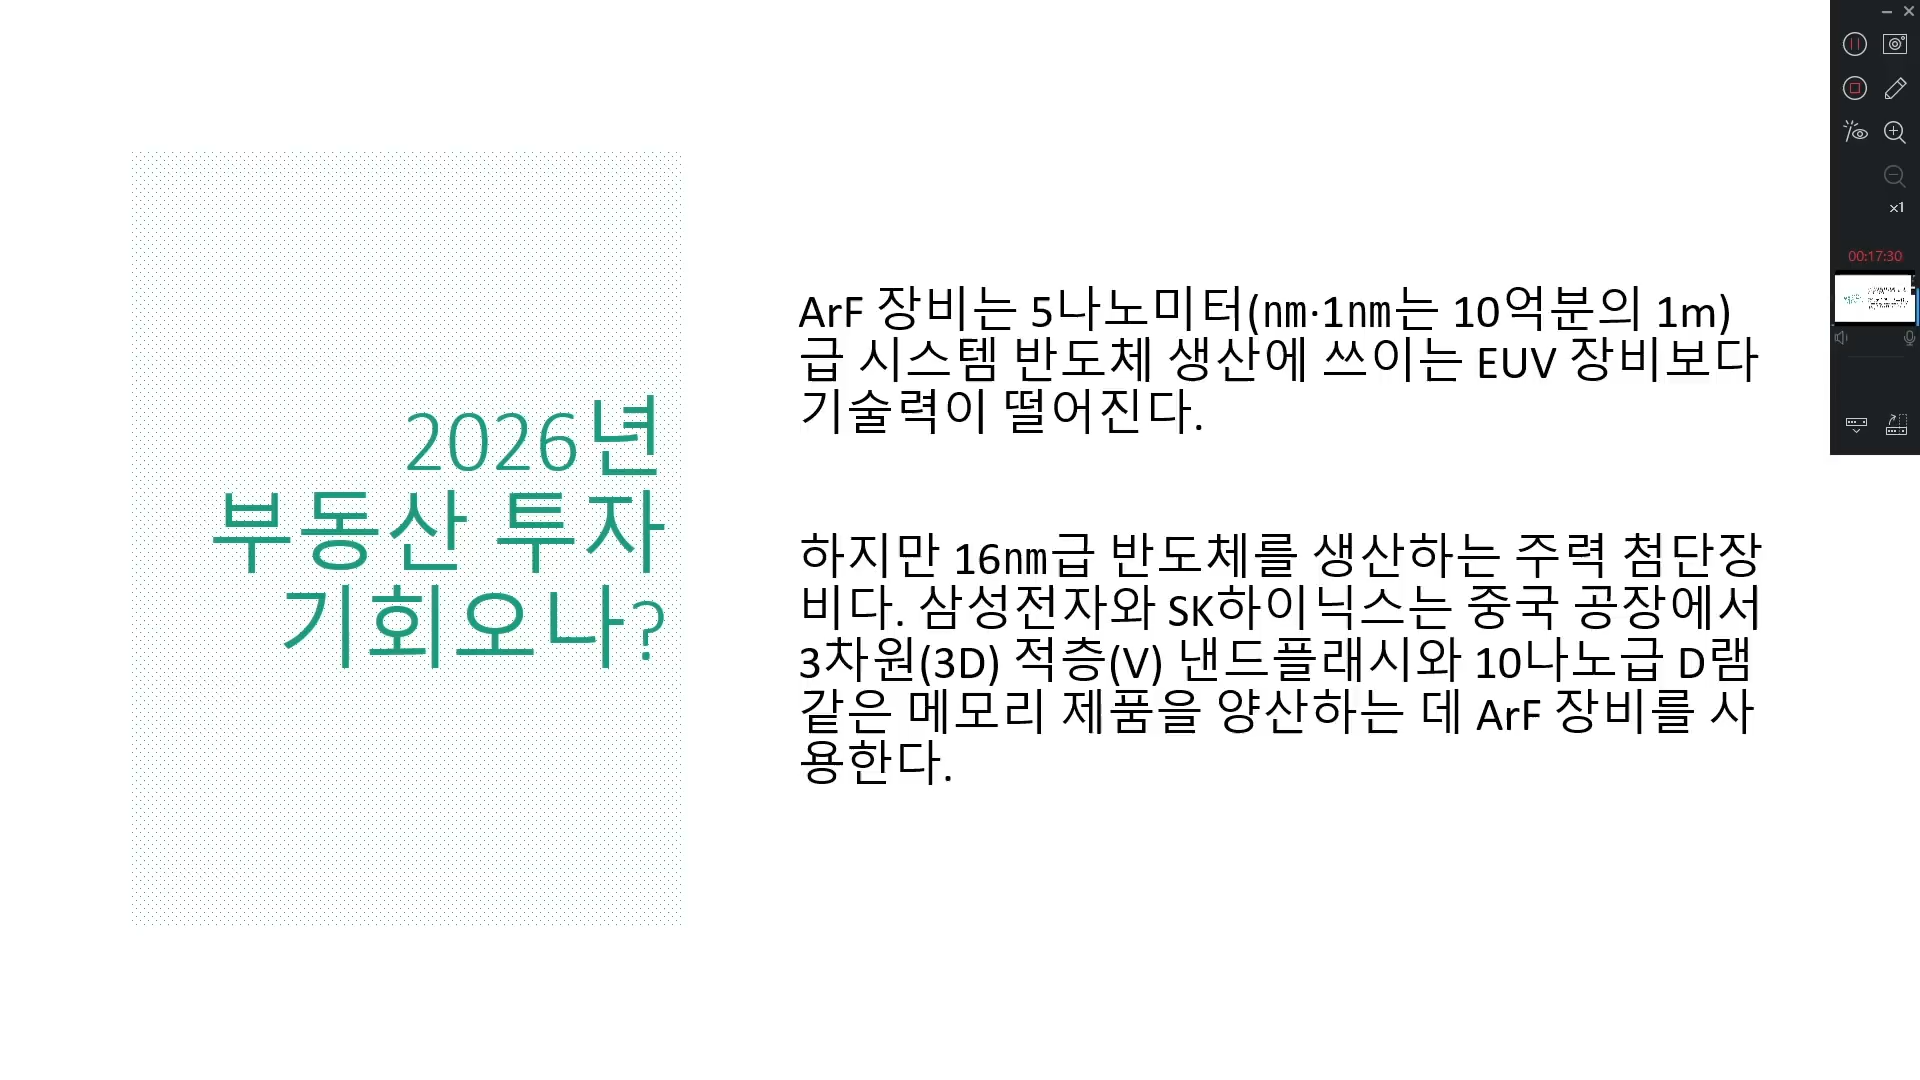 2026년
부동산 투자
기회오나?
ArF 장비는 5나노미터(㎚·1㎚는 10억분의 1m)
급 시스템 반도체 생산에 쓰이는 EUV 장비보다
기술력이 떨어진다.
하지만 16㎚급 반도체를 생산하는 주력 첨단장
비다. 삼성전자와 SK하이닉스는 중국 공장에서
3차원(3D) 적층(V) 낸드플래시와 10나노급 D램
같은 메모리 제품을 양산하는 데 ArF 장비를 사
용한다.
x1
00:17:30